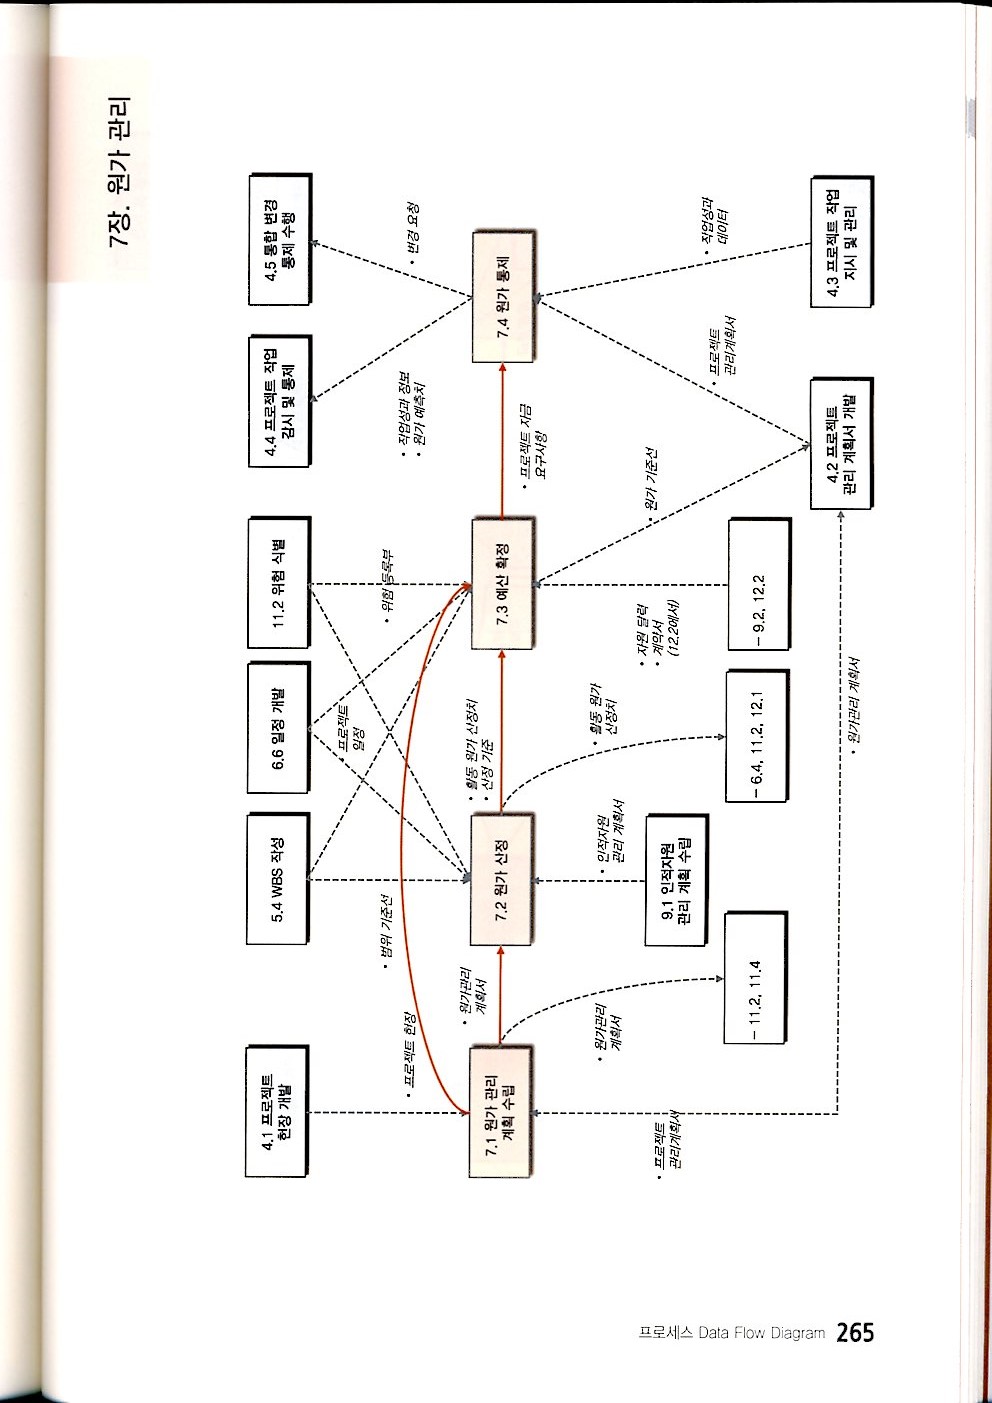 7장. 원가 관리
4.1 프로젝트
헌장 개발
5.4 WBS 작성
6.6 일정 개발
11.2 위험 식별
4.4 프로젝트 작업
감시 및 통제
4.5 통합 변경
통제 수행
• 프로젝트 헌장
• 범위 기준선
프로젝트
일정
• 위험 등록부
• 작업성과 정보
• 원가 예측치
• 변경 요청
7.1 원가 관리
계획 수립
• 원가관리
계획서
7.2 원가 산정
• 활동 원가 산정치
• 산정 기준
7.3 예산 확정
• 프로젝트 자금
요구사항
7.4 원가 통제
• 원가관리
계획서
• 인적자원
관리 계획서
• 활동 원가
산정치
• 자원 달력
• 계약서
(12.2에서)
• 원가 기준선
• 프로젝트
관리계획서
• 작업성과
데이터
• 프로젝트
관리계획서
– 11.2, 11.4
9.1 인적자원
관리 계획 수립
– 6.4, 11.2, 12.1
– 9.2, 12.2
4.2 프로젝트
관리 계획서 개발
4.3 프로젝트 작업
지시 및 관리
• 원가관리 계획서
프로세스 Data Flow Diagram 265